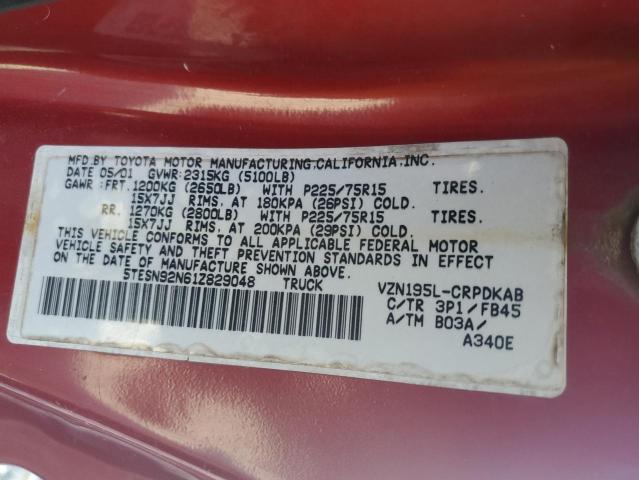 MFD.BY TOYOTA MOTOR MANUFACTURING.CALIFORNIA.INC.
DATE 05/01 GVWR:2315KG (5100LB)
GAWR :FRT.1200KG (2650LB) WITH P225/75R15 TIRES.
15X7JJ RIMS, AT 180KPA (26PSI) COLD.
RR. 1270KG (2800LB) WITH P225/75R15 TIRES.
15X7JJ RIMS, AT 200KPA (29PSI) COLD.
THIS VEHICLE CONFORMS TO ALL APPLICABLE FEDERAL MOTOR
VEHICLE SAFETY AND THEFT PREVENTION STANDARDS IN EFFECT
ON THE DATE OF MANUFACTURE SHOWN ABOVE.
5TESN92N61Z829048 TRUCK VZN195L-CRPDKAB
C/TR 3P1/FB45
A/TM B03A/
A340E